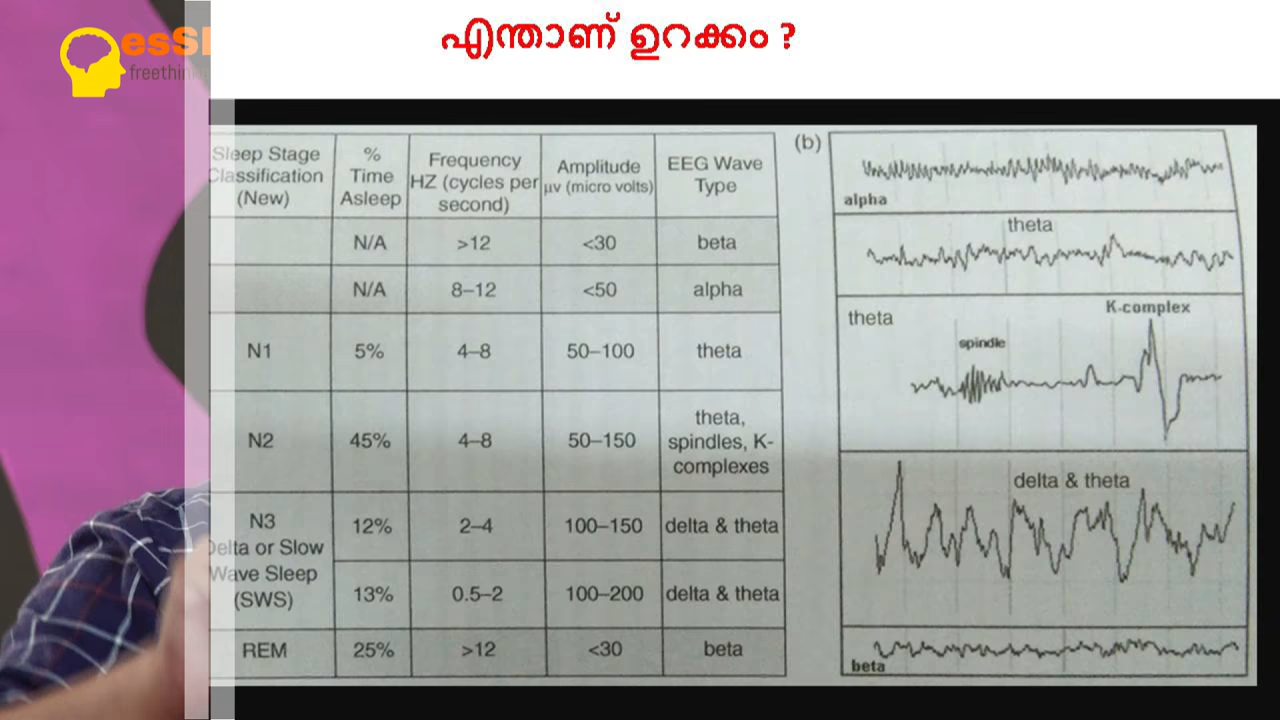 എന്താണ് ഉറക്കം ?
esS
freethin
Sleep Stage Classification (New)
% Time Asleep
Frequency HZ (cycles per second)
Amplitude μv (micro volts)
EEG Wave Type
N/A >12 <30 beta
N/A 8–12 <50 alpha
N1 5% 4–8 50–100 theta
N2 45% 4–8 50–150 theta, spindles, K-complexes
N3 Delta or Slow Wave Sleep (SWS)
12% 2–4 100–150 delta & theta
13% 0.5–2 100–200 delta & theta
REM 25% >12 <30 beta
(b)
alpha
theta
theta
K-complex
spindle
delta & theta
beta